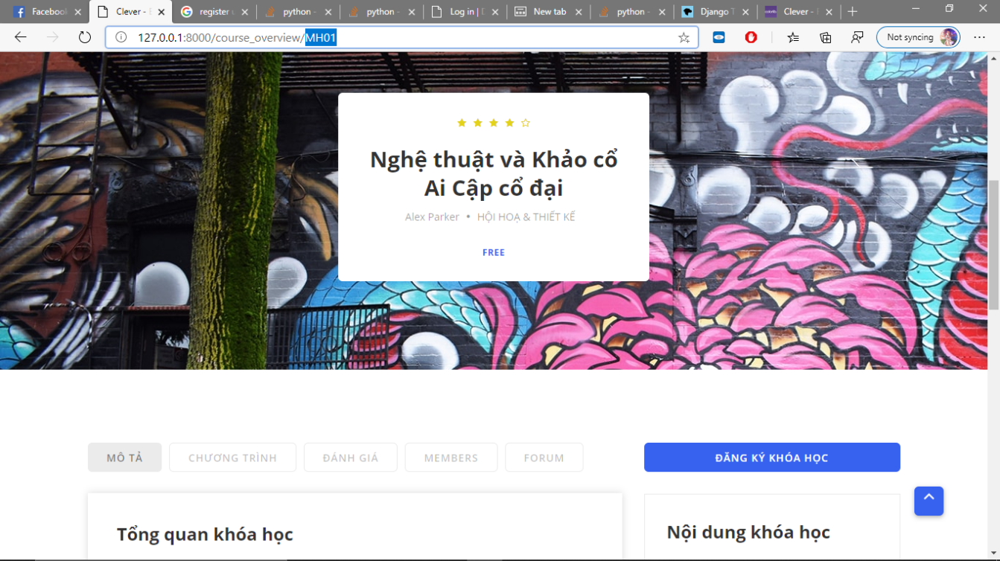 Facebook
Clever - E
register u
python -
python -
Log in | D
New tab
python -
Django T
Clever - E
127.0.0.1:8000/course_overview/MH01
Not syncing
Nghệ thuật và Khảo cổ
Ai Cập cổ đại
Alex Parker • HỘI HOẠ & THIẾT KẾ
FREE
MÔ TẢ
CHƯƠNG TRÌNH
ĐÁNH GIÁ
MEMBERS
FORUM
ĐĂNG KÝ KHÓA HỌC
Tổng quan khóa học
Nội dung khóa học